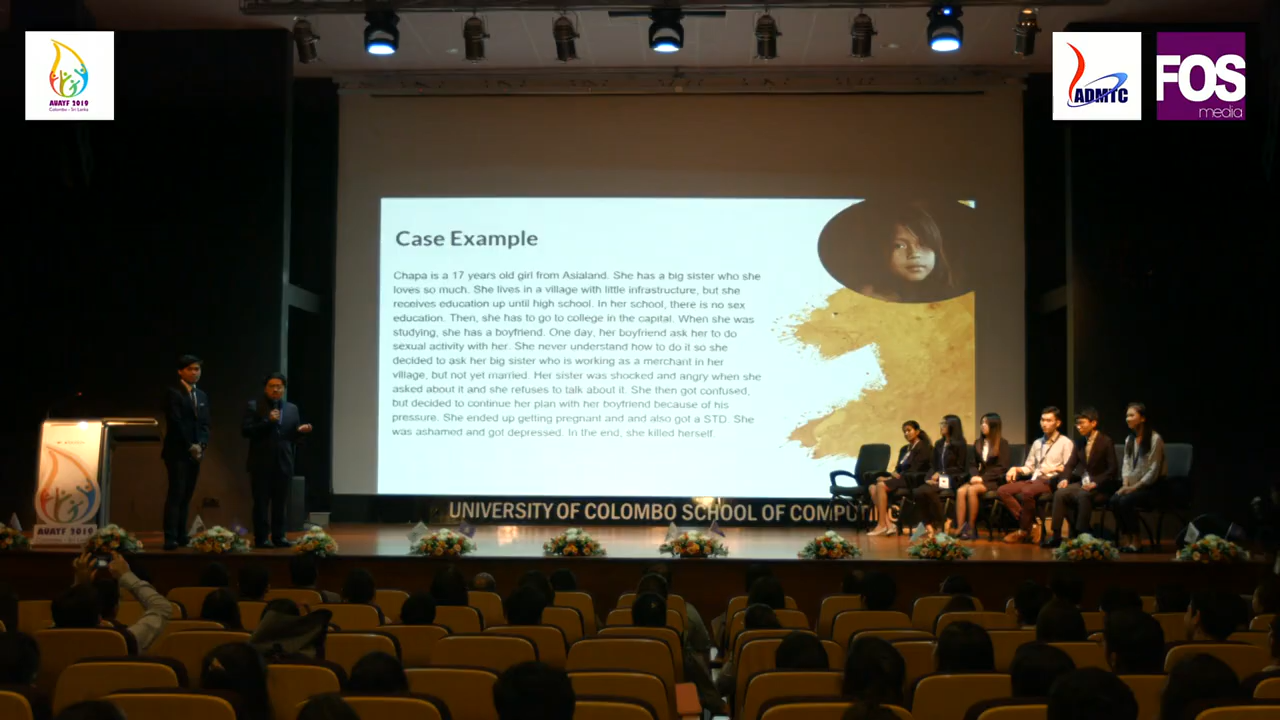 AUAYF 2019
Colombo - Sri Lanka
ADMTC
FOS
media
Case Example
Chapa is a 17 years old girl from Asialand. She has a big sister who she
loves so much. She lives in a village with little infrastructure, but she
receives education up until high school. In her school, there is no sex
education. Then, she has to go to college in the capital. When she was
studying, she has a boyfriend. One day, her boyfriend ask her to do
sexual activity with her. She never understand how to do it so she
decided to ask her big sister who is working as a merchant in her
village, but not yet married. Her sister was shocked and angry when she
asked about it and she refuses to talk about it. She then got confused,
but decided to continue her plan with her boyfriend because of his
pressure. She ended up getting pregnant and and also got a STD. She
was ashamed and got depressed. In the end, she killed herself.
UNIVERSITY OF COLOMBO SCHOOL OF COMPUTING
AUAYF 2019